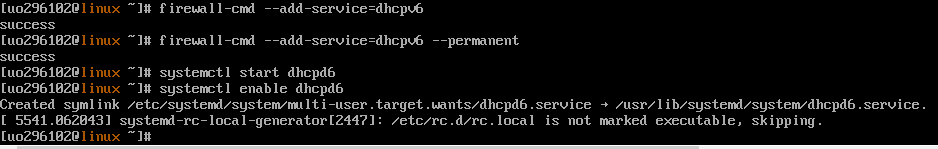 [uo296102@linux ~]# firewall-cmd --add-service=dhcpv6
success
[uo296102@linux ~]# firewall-cmd --add-service=dhcpv6 --permanent
success
[uo296102@linux ~]# systemctl start dhcpd6
[uo296102@linux ~]# systemctl enable dhcpd6
Created symlink /etc/systemd/system/multi-user.target.wants/dhcpd6.service → /usr/lib/systemd/system/dhcpd6.service.
[ 5541.062043] systemd-rc-local-generator[2447]: /etc/rc.d/rc.local is not marked executable, skipping.
[uo296102@linux ~]#